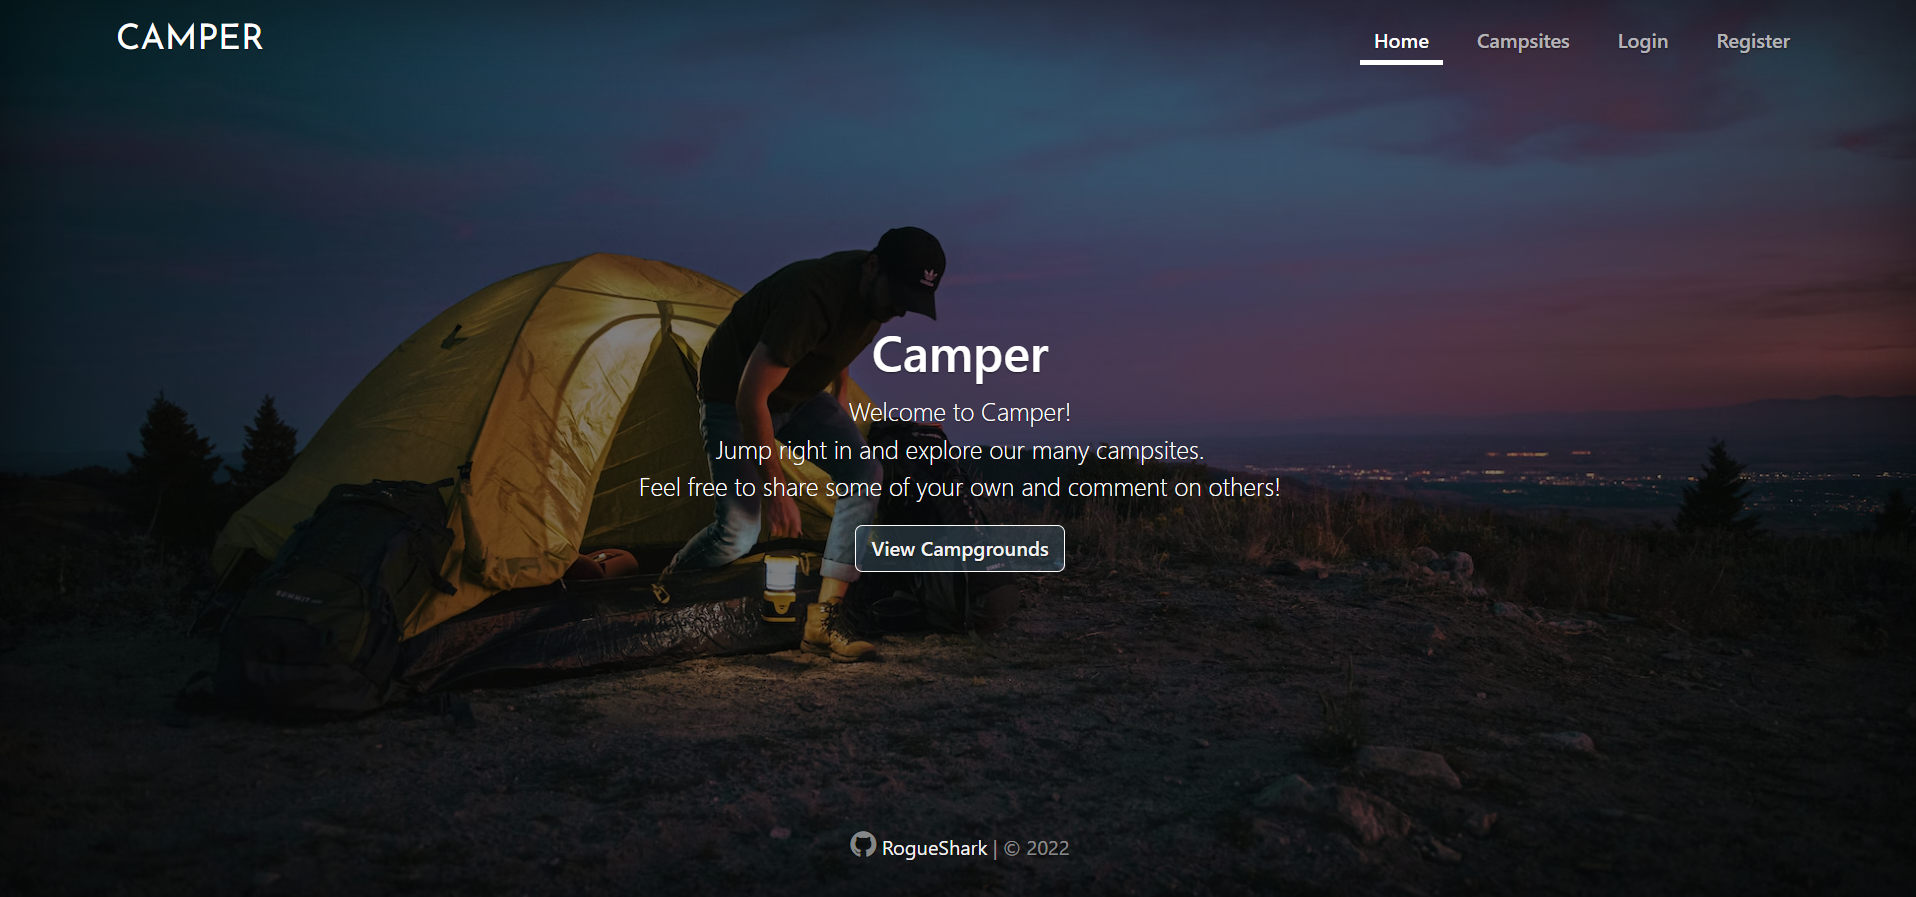 CAMPER
Home Campsites Login Register
Camper
Welcome to Camper!
Jump right in and explore our many campsites.
Feel free to share some of your own and comment on others!
View Campgrounds
RogueShark | © 2022